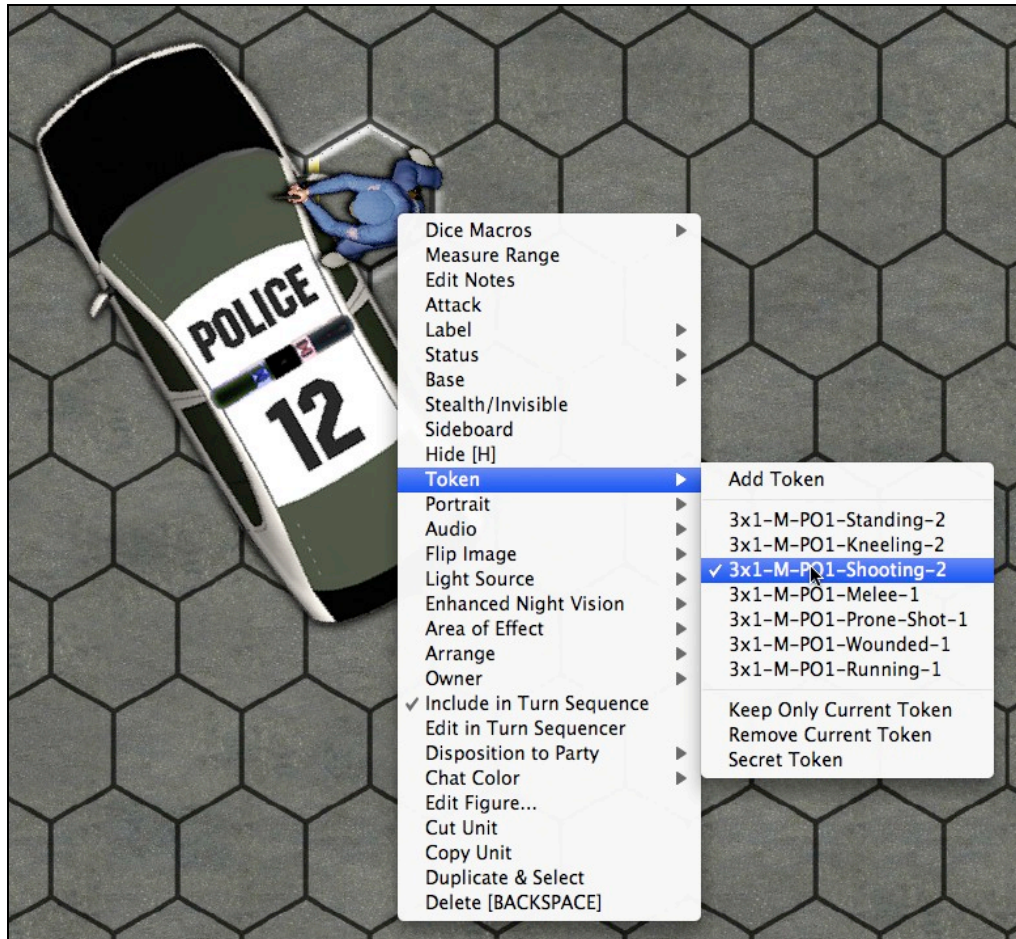 POLICE
12
Dice Macros
Measure Range
Edit Notes
Attack
Label
Status
Base
Stealth/Invisible
Sideboard
Hide [H]
Token
Portrait
Audio
Flip Image
Light Source
Enhanced Night Vision
Area of Effect
Arrange
Owner
Include in Turn Sequence
Edit in Turn Sequencer
Disposition to Party
Chat Color
Edit Figure...
Cut Unit
Copy Unit
Duplicate & Select
Delete [BACKSPACE]
Add Token
3x1-M-PO1-Standing-2
3x1-M-PO1-Kneeling-2
3x1-M-PO1-Shooting-2
3x1-M-PO1-Melee-1
3x1-M-PO1-Prone-Shot-1
3x1-M-PO1-Wounded-1
3x1-M-PO1-Running-1
Keep Only Current Token
Remove Current Token
Secret Token